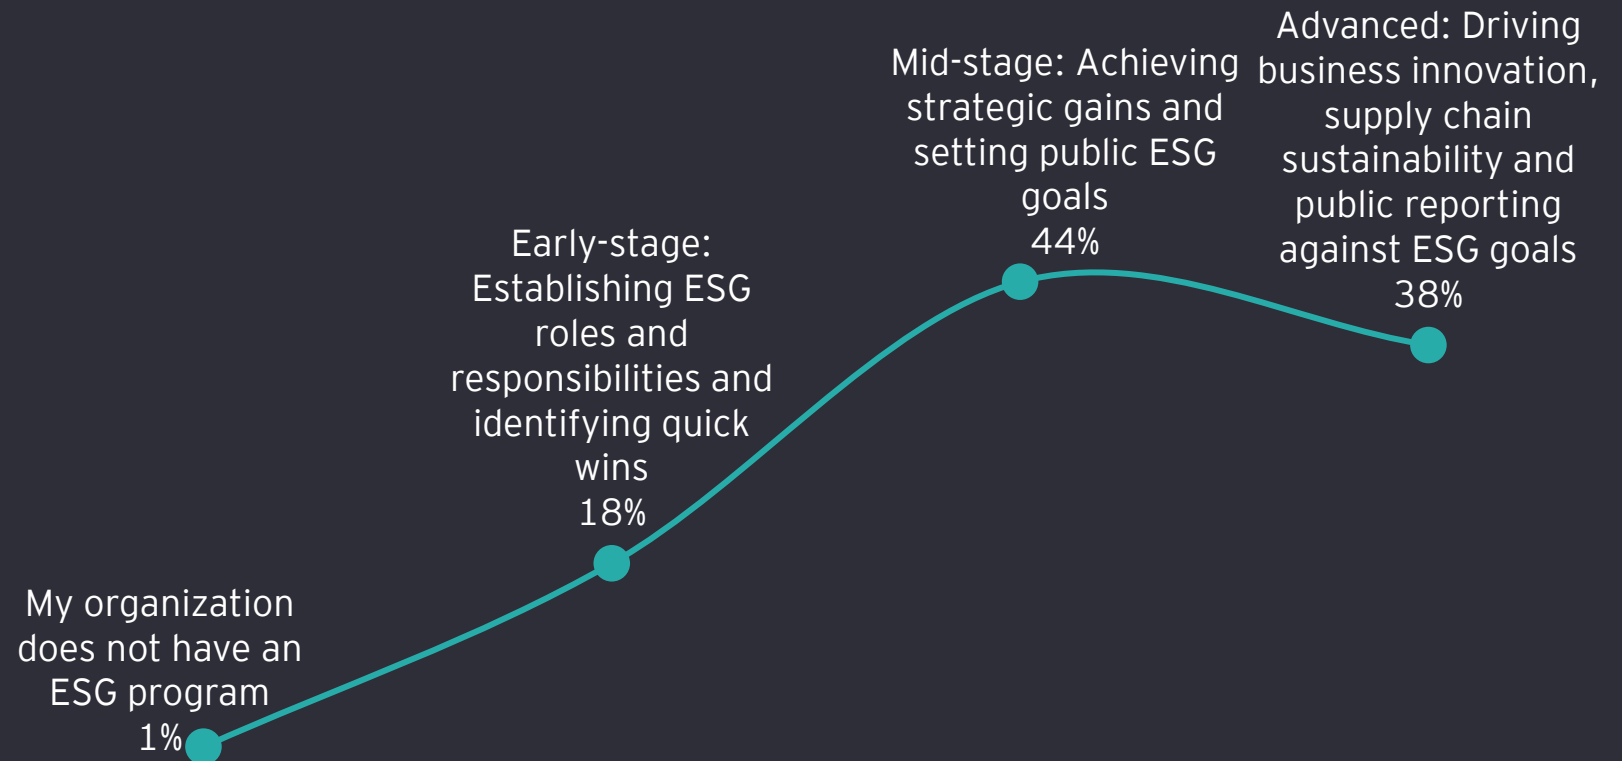 My organization
does not have an
ESG program
1%
Early-stage:
Establishing ESG
roles and
responsibilities and
identifying quick
wins
18%
Mid-stage: Achieving
strategic gains and
setting public ESG
goals
44%
Advanced: Driving
business innovation,
supply chain
sustainability and
public reporting
against ESG goals
38%